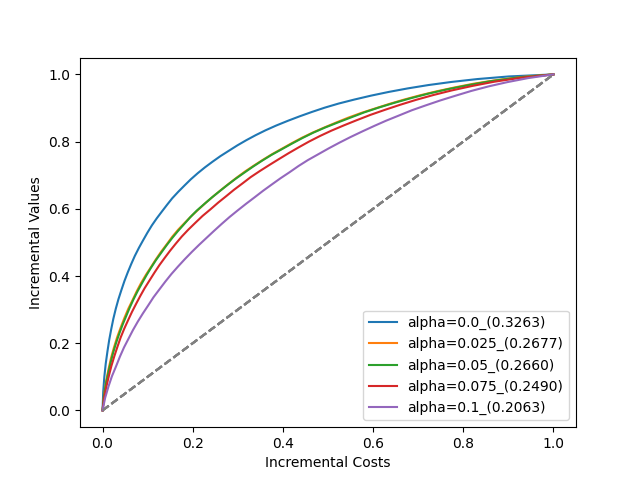 1.0
0.8
0.6
0.4
0.2
0.0
Incremental Values
alpha=0.0_(0.3263)
alpha=0.025_(0.2677)
alpha=0.05_(0.2660)
alpha=0.075_(0.2490)
alpha=0.1_(0.2063)
0.0 0.2 0.4 0.6 0.8 1.0
Incremental Costs